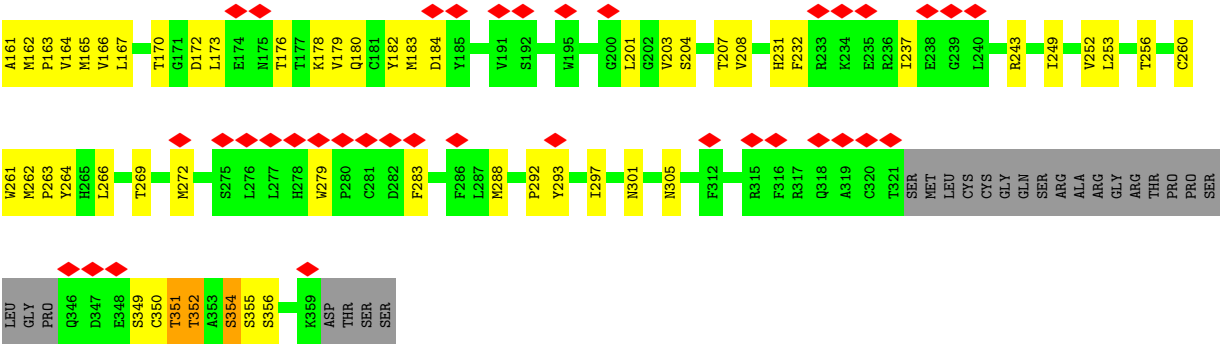 A161 M162 P163 V164 M165 V166 L167 T170 G171 D172 L173 E174 N175 T176 T177 K178 V179 Q180 C181 Y182 M183 D184 Y185 V191 S192 W195 G200 L201 G202 V203 S204 T207 V208 H231 F232 R233 K234 E235 R236 I237 E238 G239 L240 R243 I249 V252 L253 T256 C260
W261 M262 P263 Y264 H265 L266 T269 M272 S275 L276 L277 H278 W279 P280 C281 D282 F283 F286 L287 M288 P292 Y293 I297 N301 N305 F312 R315 F316 R317 Q318 A319 C320 T321 SER MET LEU CYS CYS GLY GLN SER ARG ALA ARG GLY ARG THR PRO PRO SER
LEU GLY PRO Q346 D347 E348 S349 C350 T351 T352 A353 S354 S355 S356 K359 ASP THR SER SER